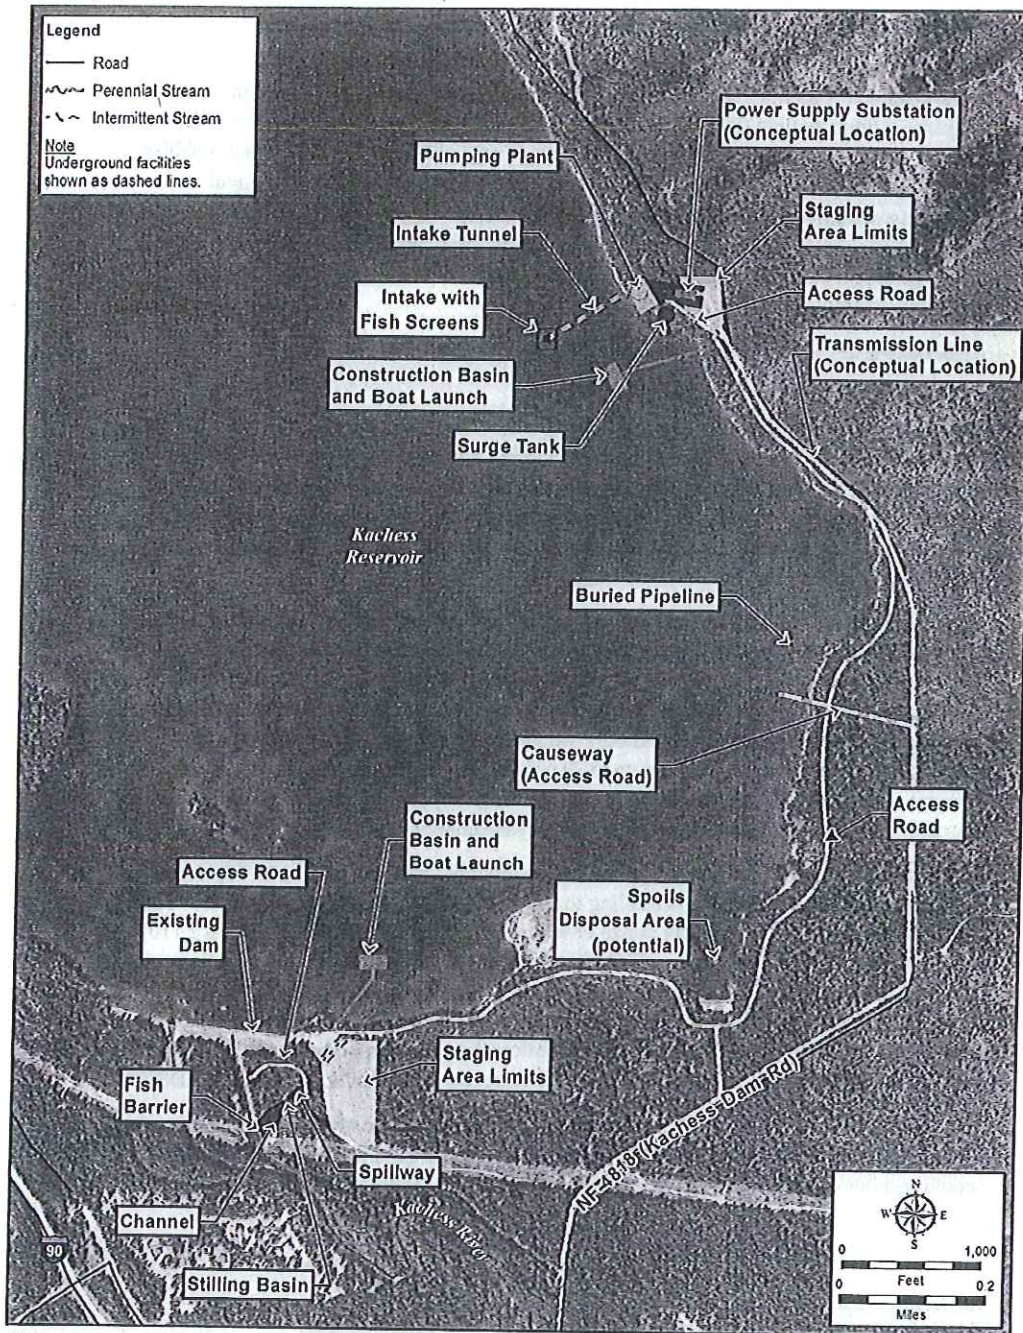 Legend
Road
Perennial Stream
Intermittent Stream
Note
Underground facilities
shown as dashed lines.
Power Supply Substation
(Conceptual Location)
Pumping Plant
Staging
Area Limits
Intake Tunnel
Access Road
Intake with
Fish Screens
Transmission Line
(Conceptual Location)
Construction Basin
and Boat Launch
Surge Tank
Kachess
Reservoir
Buried Pipeline
Causeway
(Access Road)
Access
Road
Construction
Basin and
Boat Launch
Access Road
Spoils
Disposal Area
(potential)
Existing
Dam
Staging
Area Limits
Fish
Barrier
NF-4818 (Kachess Dam Rd)
Spillway
Channel
Kachess River
90
Stilling Basin
N
W E
S
0 1,000
Feet
0 0.2
Miles